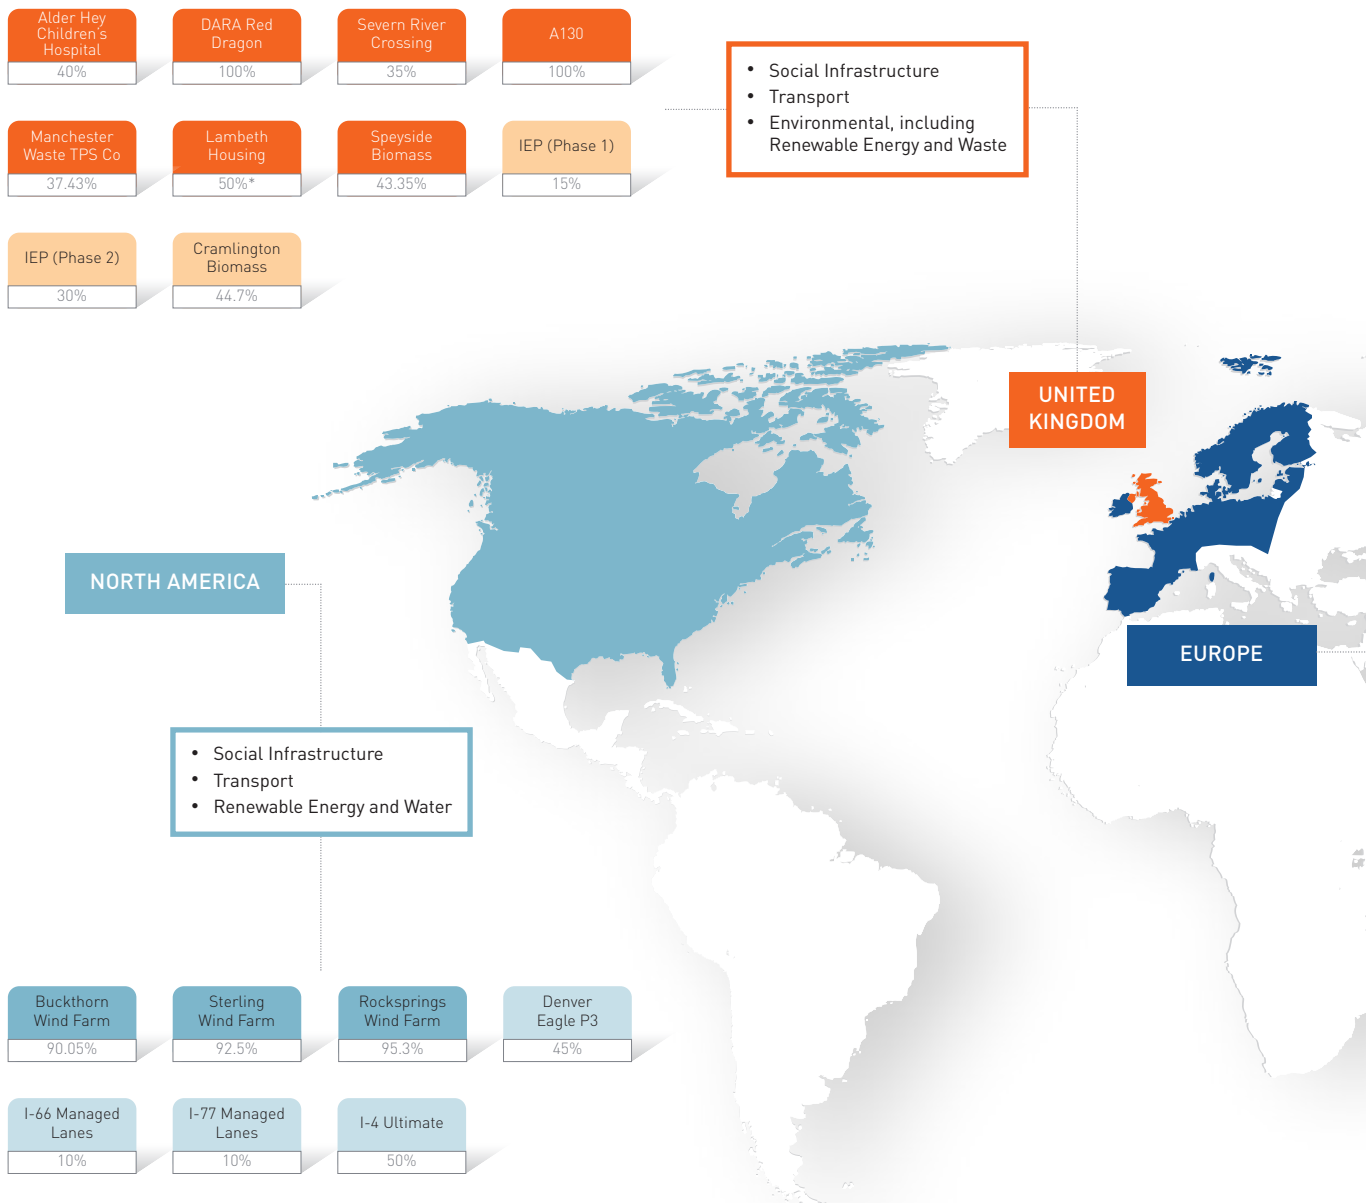 Alder Hey
Children's
Hospital
40%
DARA Red
Dragon
100%
Severn River
Crossing
35%
A130
100%
Manchester
Waste TPS Co
37.43%
Lambeth
Housing
50%*
Speyside
Biomass
43.35%
IEP (Phase 1)
15%
IEP (Phase 2)
30%
Cramlington
Biomass
44.7%
• Social Infrastructure
• Transport
• Environmental, including
Renewable Energy and Waste
UNITED
KINGDOM
NORTH AMERICA
EUROPE
• Social Infrastructure
• Transport
• Renewable Energy and Water
Buckthorn
Wind Farm
90.05%
Sterling
Wind Farm
92.5%
Rocksprings
Wind Farm
95.3%
Denver
Eagle P3
45%
I-66 Managed
Lanes
10%
I-77 Managed
Lanes
10%
I-4 Ultimate
50%